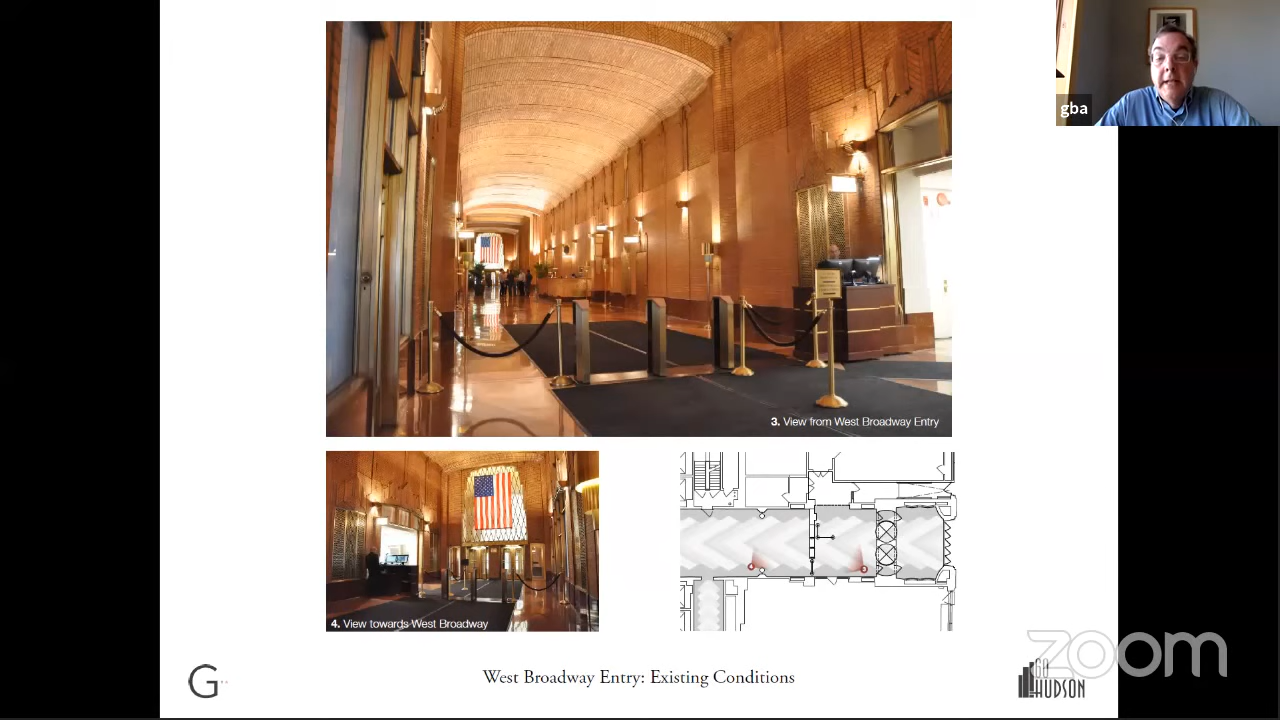 gba
3. View from West Broadway Entry
4. View towards West Broadway
G
West Broadway Entry: Existing Conditions
60
HUDSON
zoom